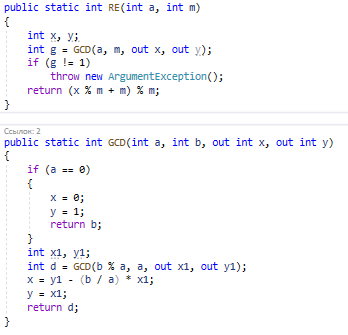 public static int RE(int a, int m)
{
int x, y;
int g = GCD(a, m, out x, out y);
if (g != 1)
throw new ArgumentException();
return (x % m + m) % m;
}
Ссылок: 2
public static int GCD(int a, int b, out int x, out int y)
{
if (a == 0)
{
x = 0;
y = 1;
return b;
}
int x1, y1;
int d = GCD(b % a, a, out x1, out y1);
x = y1 - (b / a) * x1;
y = x1;
return d;
}